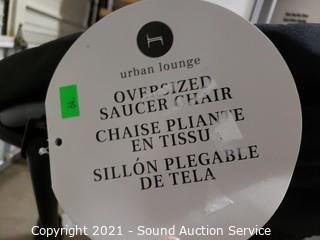 urban lounge
OVERSIZED
SAUCER CHAIR
CHAISE PLIANTE
EN TISSU
SILLÓN PLEGABLE
DE TELA
Copyright 2021 - Sound Auction Service